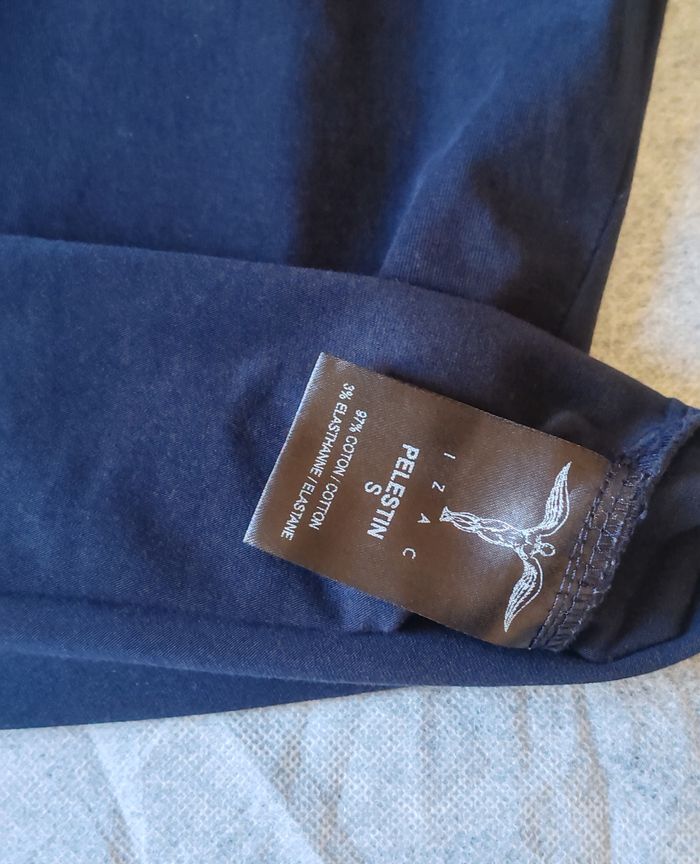 I Z A C
PELESTIN
S
97% COTON / COTTON
3% ELASTHANNE / ELASTANE